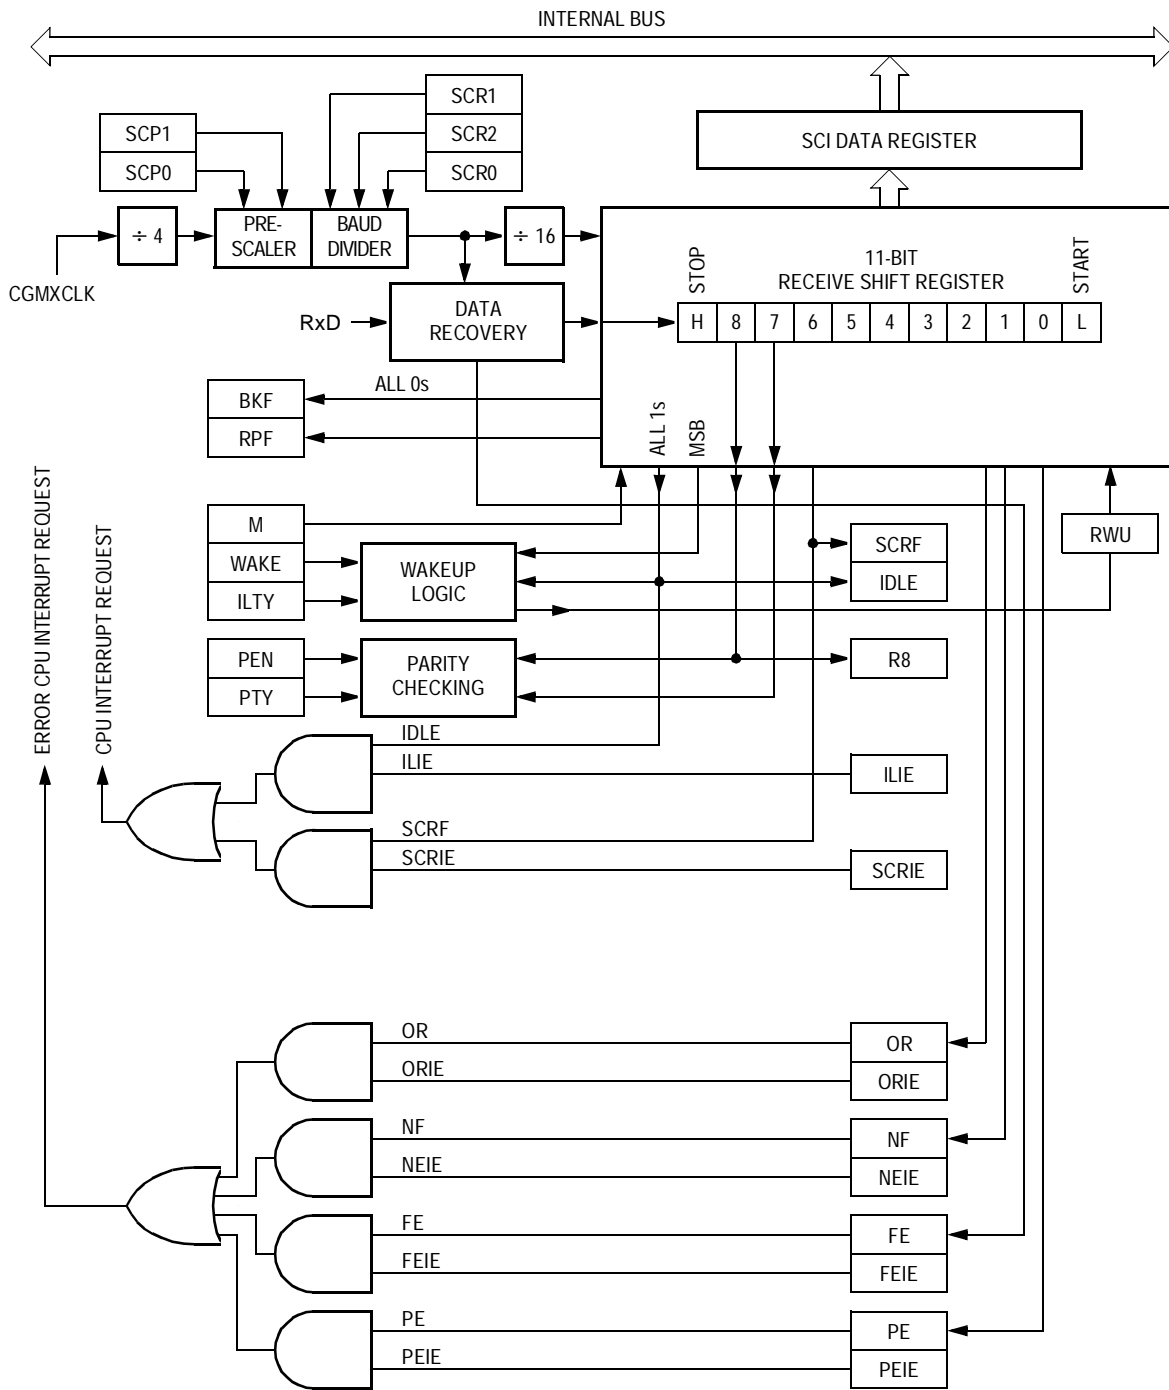 INTERNAL BUS
SCR1
SCR2
SCR0
SCP1
SCP0
SCI DATA REGISTER
÷ 4
PRE-
SCALER
BAUD
DIVIDER
÷ 16
CGMXCLK
RxD
DATA
RECOVERY
STOP
11-BIT
RECEIVE SHIFT REGISTER
START
H 8 7 6 5 4 3 2 1 0 L
ALL 0s
BKF
RPF
ALL 1s
MSB
M
WAKE
ILTY
WAKEUP
LOGIC
SCRF
IDLE
RWU
PEN
PTY
PARITY
CHECKING
R8
ERROR CPU INTERRUPT REQUEST
CPU INTERRUPT REQUEST
IDLE
ILIE
ILIE
SCRF
SCRIE
SCRIE
OR
OR
ORIE
ORIE
NF
NF
NEIE
NEIE
FE
FE
FEIE
FEIE
PE
PE
PEIE
PEIE